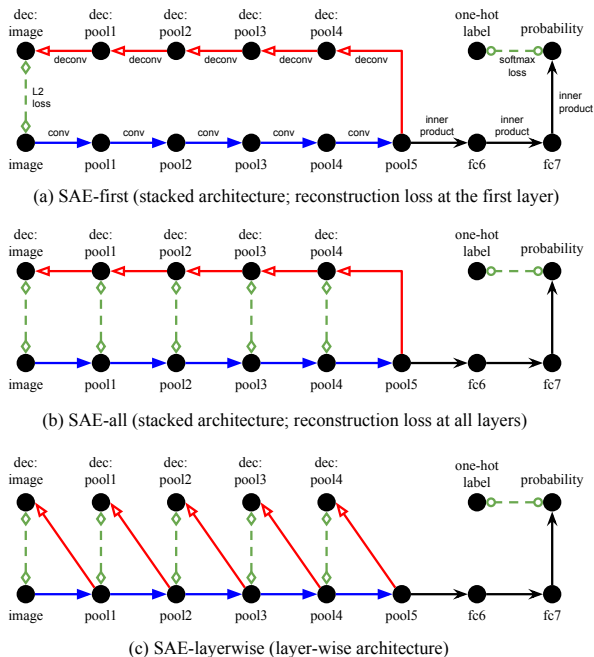 dec: dec: dec: dec: dec: one-hot probability
image pool1 pool2 pool3 pool4 label
deconv deconv deconv deconv softmax
loss
L2
loss
inner
product
conv conv conv conv conv inner inner
product product
image pool1 pool2 pool3 pool4 pool5 fc6 fc7
(a) SAE-first (stacked architecture; reconstruction loss at the first layer)
dec: dec: dec: dec: dec: one-hot probability
image pool1 pool2 pool3 pool4 label
image pool1 pool2 pool3 pool4 pool5 fc6 fc7
(b) SAE-all (stacked architecture; reconstruction loss at all layers)
dec: dec: dec: dec: dec: one-hot probability
image pool1 pool2 pool3 pool4 label
image pool1 pool2 pool3 pool4 pool5 fc6 fc7
(c) SAE-layerwise (layer-wise architecture)